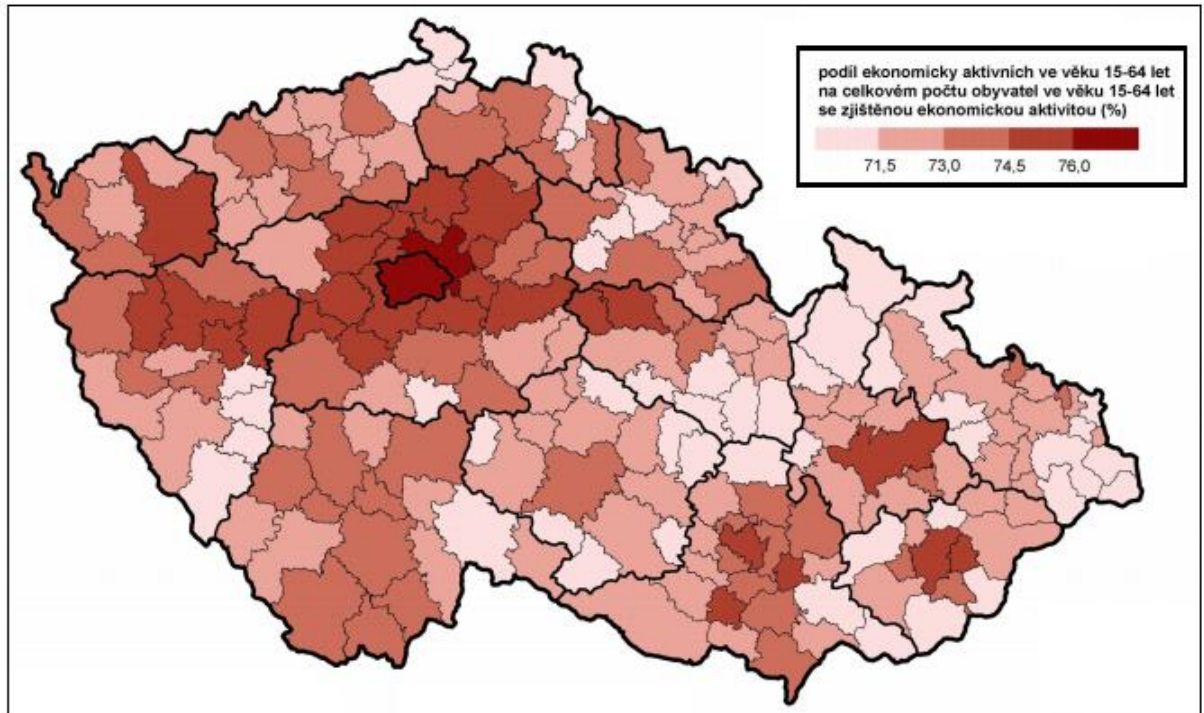 podíl ekonomicky aktivních ve věku 15-64 let
na celkovém počtu obyvatel ve věku 15-64 let
se zjištěnou ekonomickou aktivitou (%)
71,5 73,0 74,5 76,0